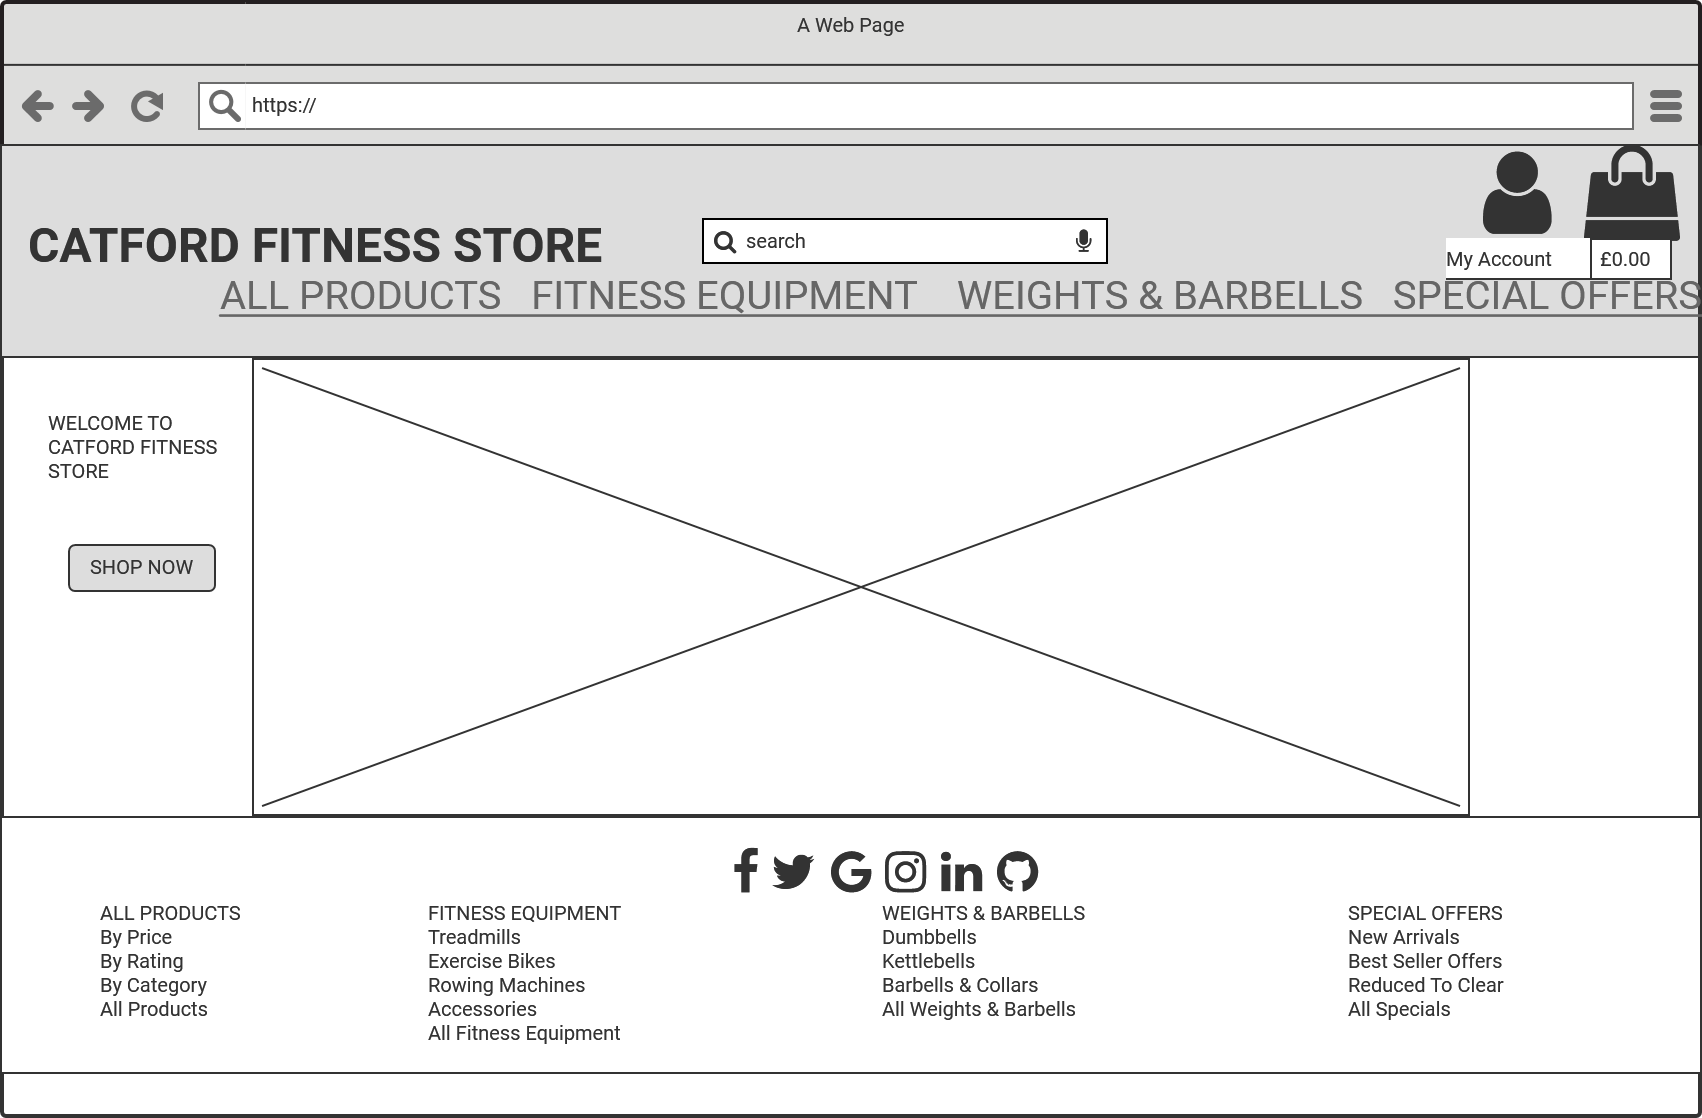 A Web Page
https://
CATFORD FITNESS STORE
search
My Account
£0.00
ALL PRODUCTS FITNESS EQUIPMENT WEIGHTS & BARBELLS SPECIAL OFFERS
WELCOME TO
CATFORD FITNESS
STORE
SHOP NOW
ALL PRODUCTS
By Price
By Rating
By Category
All Products
FITNESS EQUIPMENT
Treadmills
Exercise Bikes
Rowing Machines
Accessories
All Fitness Equipment
WEIGHTS & BARBELLS
Dumbbells
Kettlebells
Barbells & Collars
All Weights & Barbells
SPECIAL OFFERS
New Arrivals
Best Seller Offers
Reduced To Clear
All Specials